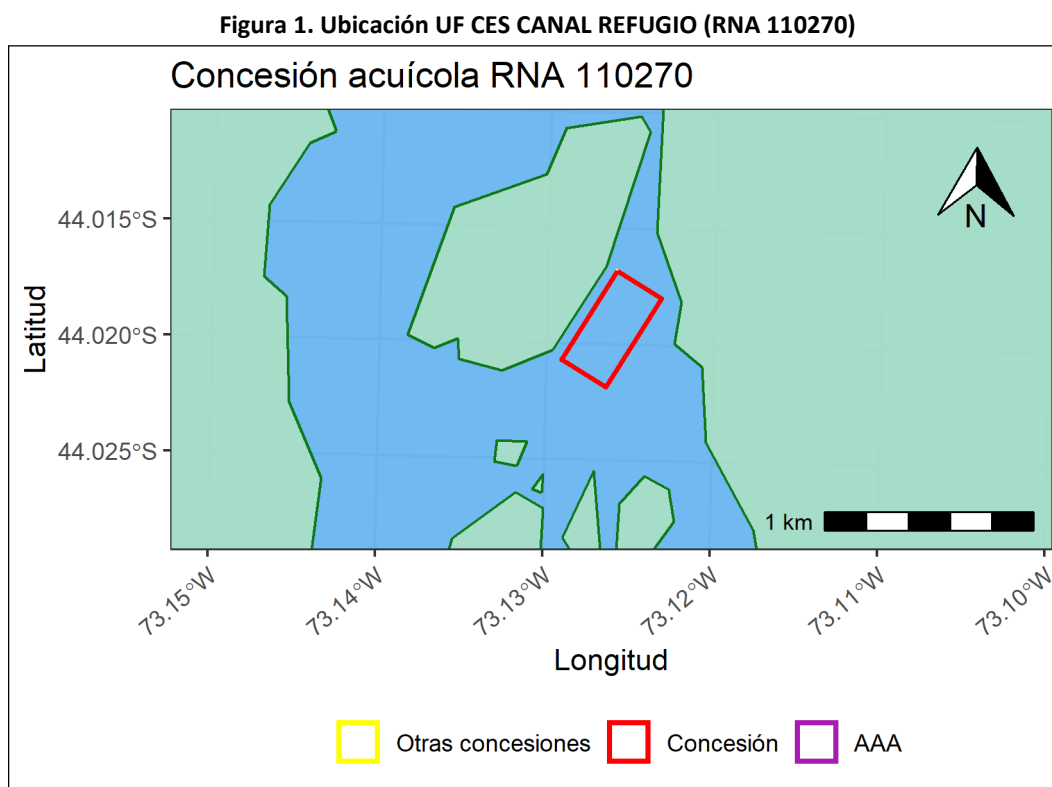 Figura 1. Ubicación UF CES CANAL REFUGIO (RNA 110270)
Concesión acuícola RNA 110270
N
44.015°S
44.020°S
44.025°S
Latitud
1 km
73.15°W
73.14°W
73.13°W
73.12°W
73.11°W
73.10°W
Longitud
Otras concesiones
Concesión
AAA